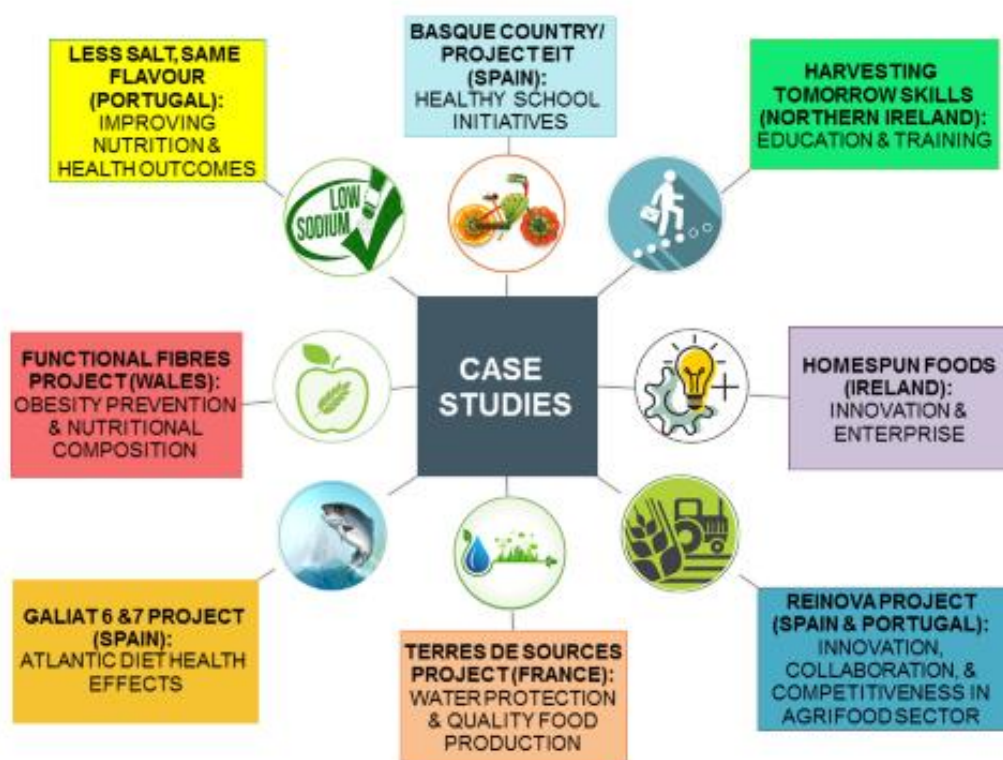 LESS SALT, SAME
FLAVOUR
(PORTUGAL):
IMPROVING
NUTRITION &
HEALTH OUTCOMES
BASQUE COUNTRY/
PROJECT EIT
(SPAIN):
HEALTHY SCHOOL
INITIATIVES
HARVESTING
TOMORROW SKILLS
(NORTHERN IRELAND):
EDUCATION & TRAINING
LOW
SODIUM
FUNCTIONAL FIBRES
PROJECT (WALES):
OBESITY PREVENTION
& NUTRITIONAL
COMPOSITION
CASE
STUDIES
HOMESPUN FOODS
(IRELAND):
INNOVATION &
ENTERPRISE
GALIAT 6 &7 PROJECT
(SPAIN):
ATLANTIC DIET HEALTH
EFFECTS
TERRES DE SOURCES
PROJECT (FRANCE):
WATER PROTECTION
& QUALITY FOOD
PRODUCTION
REINOVA PROJECT
(SPAIN & PORTUGAL):
INNOVATION,
COLLABORATION, &
COMPETITIVENESS IN
AGRIFOOD SECTOR